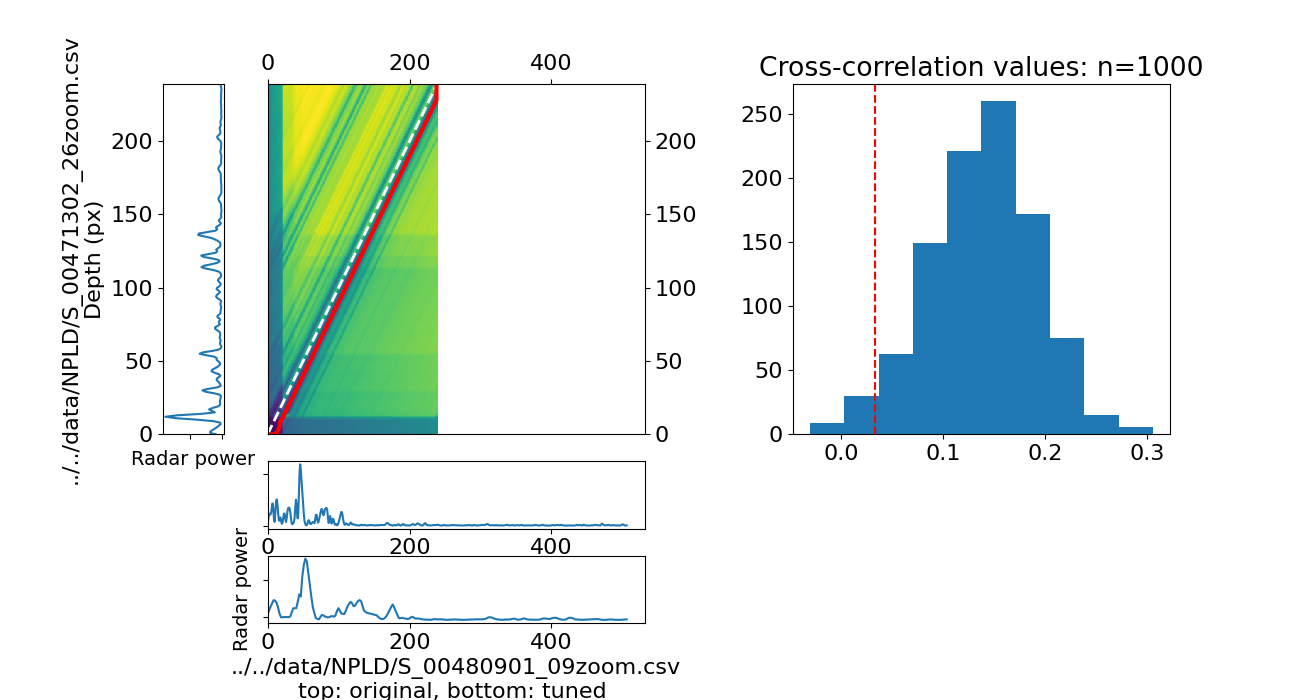 0 200 400
../../data/NPLD/S_00471302_26zoom.csv
Depth (px)
200
150
100
50
0
Radar power
200
150
100
50
0
0 200 400
Radar power
0 200 400
../../data/NPLD/S_00480901_09zoom.csv
top: original, bottom: tuned
Cross-correlation values: n=1000
250
200
150
100
50
0
0.0 0.1 0.2 0.3